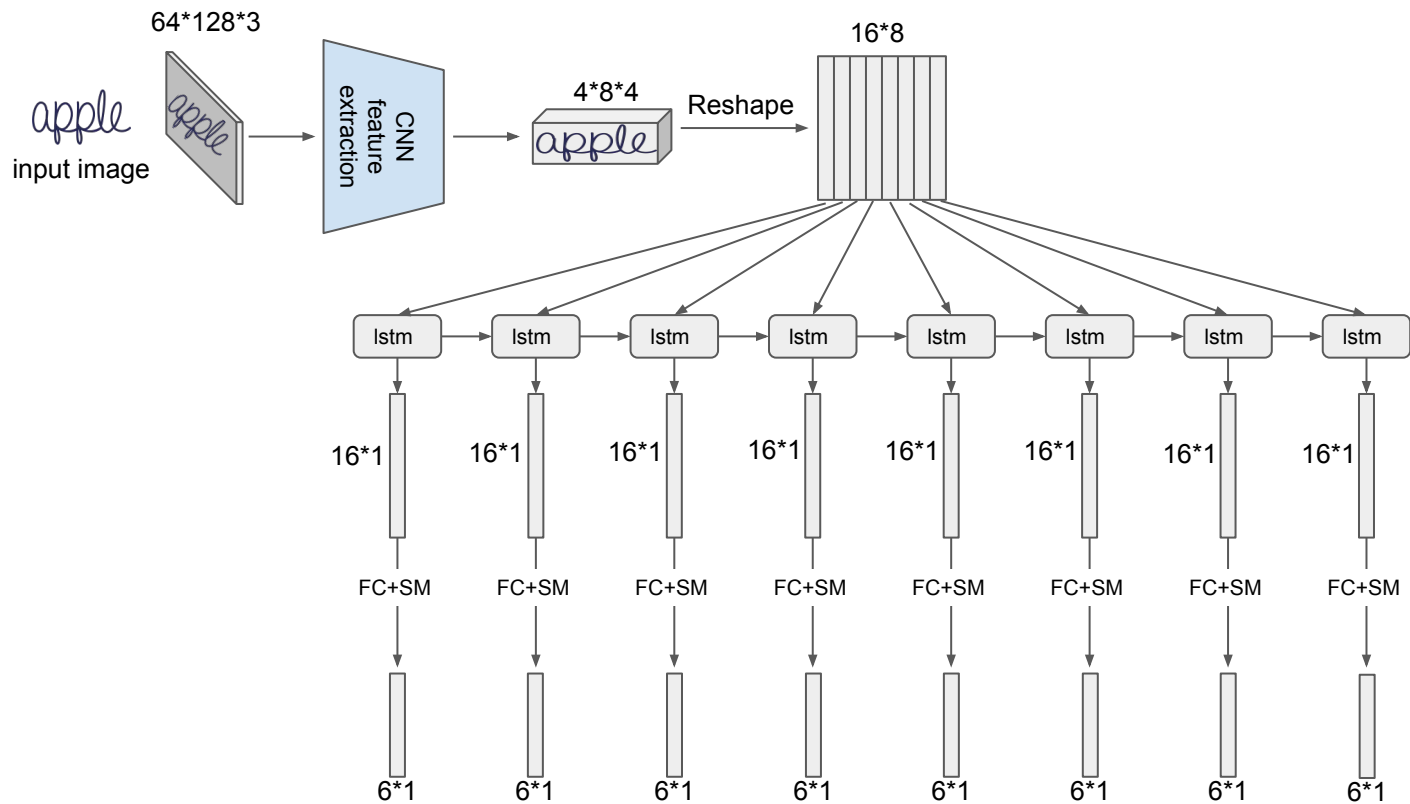 64*128*3
16*8
4*8*4
Reshape
apple
apple
CNN
feature
extraction
apple
input image
lstm lstm lstm lstm lstm lstm lstm lstm
16*1 16*1 16*1 16*1 16*1 16*1 16*1 16*1
FC+SM FC+SM FC+SM FC+SM FC+SM FC+SM FC+SM FC+SM
6*1 6*1 6*1 6*1 6*1 6*1 6*1 6*1